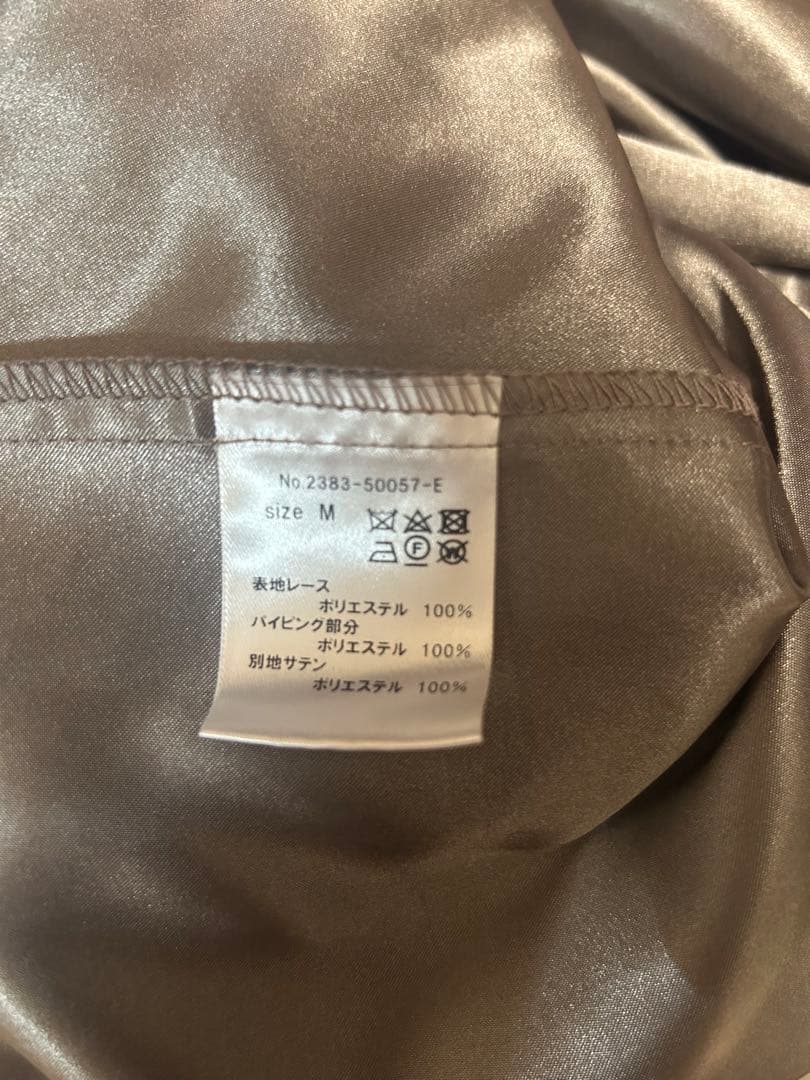 No.2383-50057-E
size M
F W
表地レース
ポリエステル 100%
パイピング部分
ポリエステル 100%
別地サテン
ポリエステル 100%